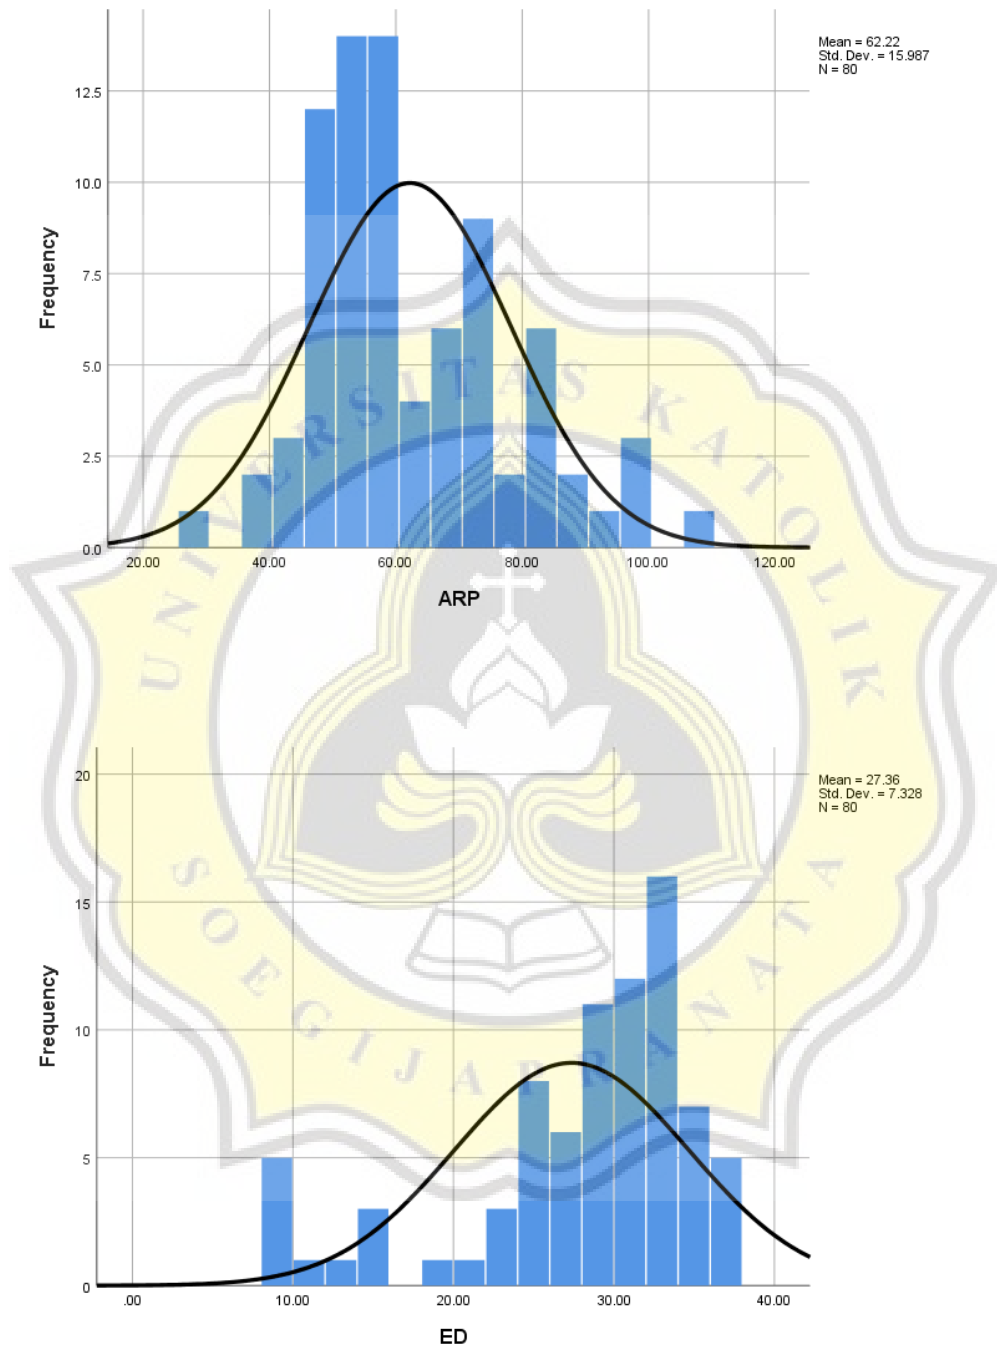 Mean = 62.22
Std. Dev. = 15.987
N = 80
12.5
10.0
7.5
5.0
2.5
0.0
Frequency
20.00 40.00 60.00 80.00 100.00 120.00
ARP
UNIVERSITAS KATOLIK
SOEGIJAPRANATA
Mean = 27.36
Std. Dev. = 7.328
N = 80
20
15
10
5
0
Frequency
.00 10.00 20.00 30.00 40.00
ED